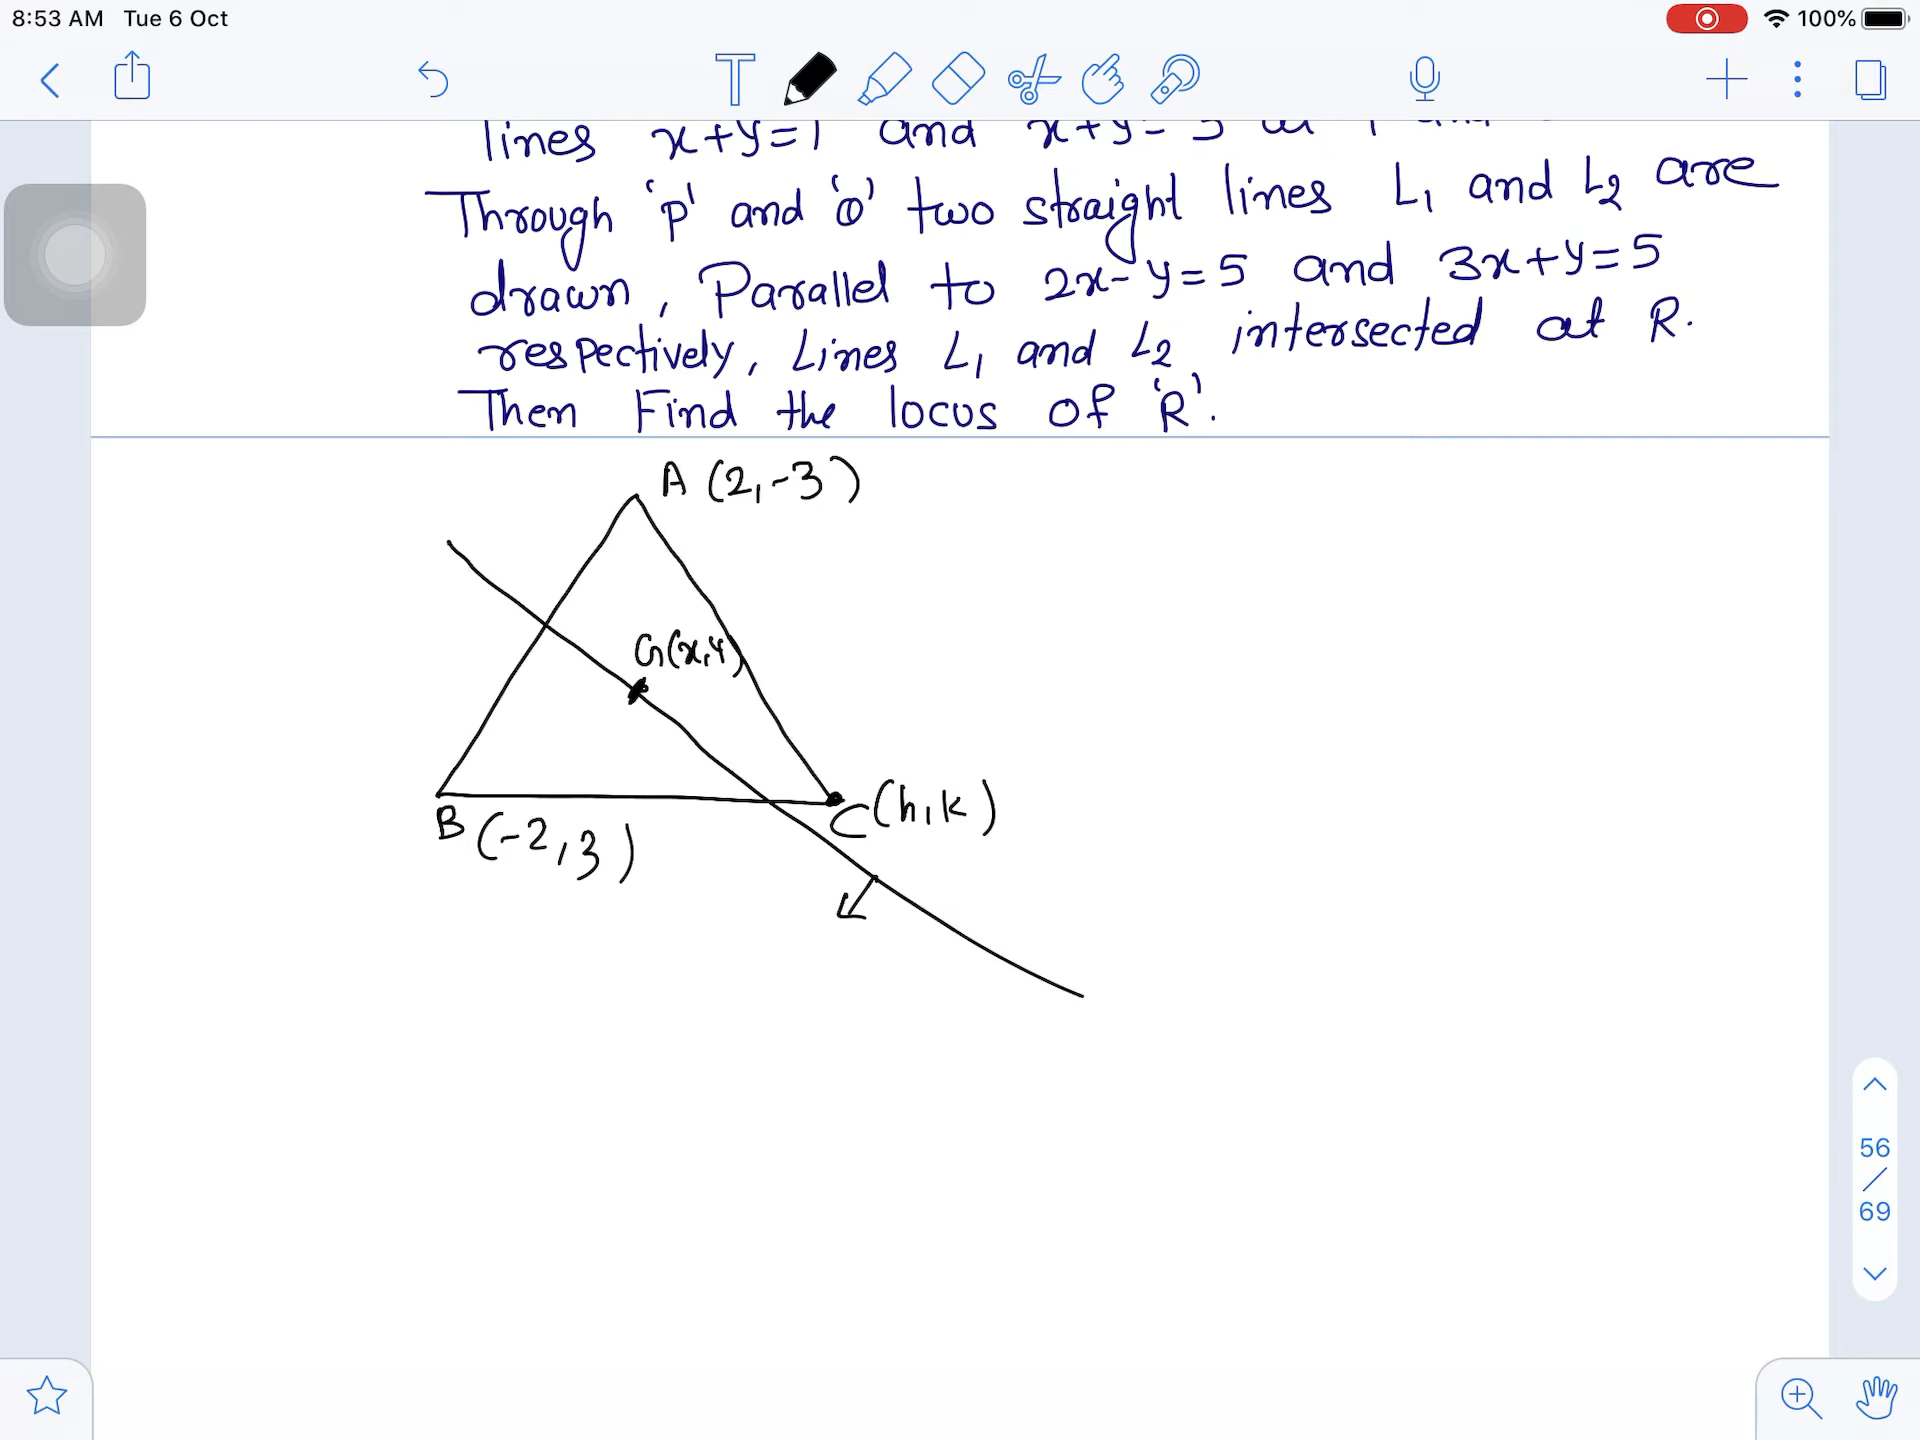 8:53 AM Tue 6 Oct
100%
T
lines x+y=1 and
Through 'p' and 'Q' two straight lines L1 and L2 are
drawn, Parallel to 2x-y=5 and 3x+y=5
respectively, Lines L1 and L2 intersected at R.
Then Find the locus of 'R'.
A (2,-3)
G(x,y)
C(h,k)
B(-2,3)
56
/
69